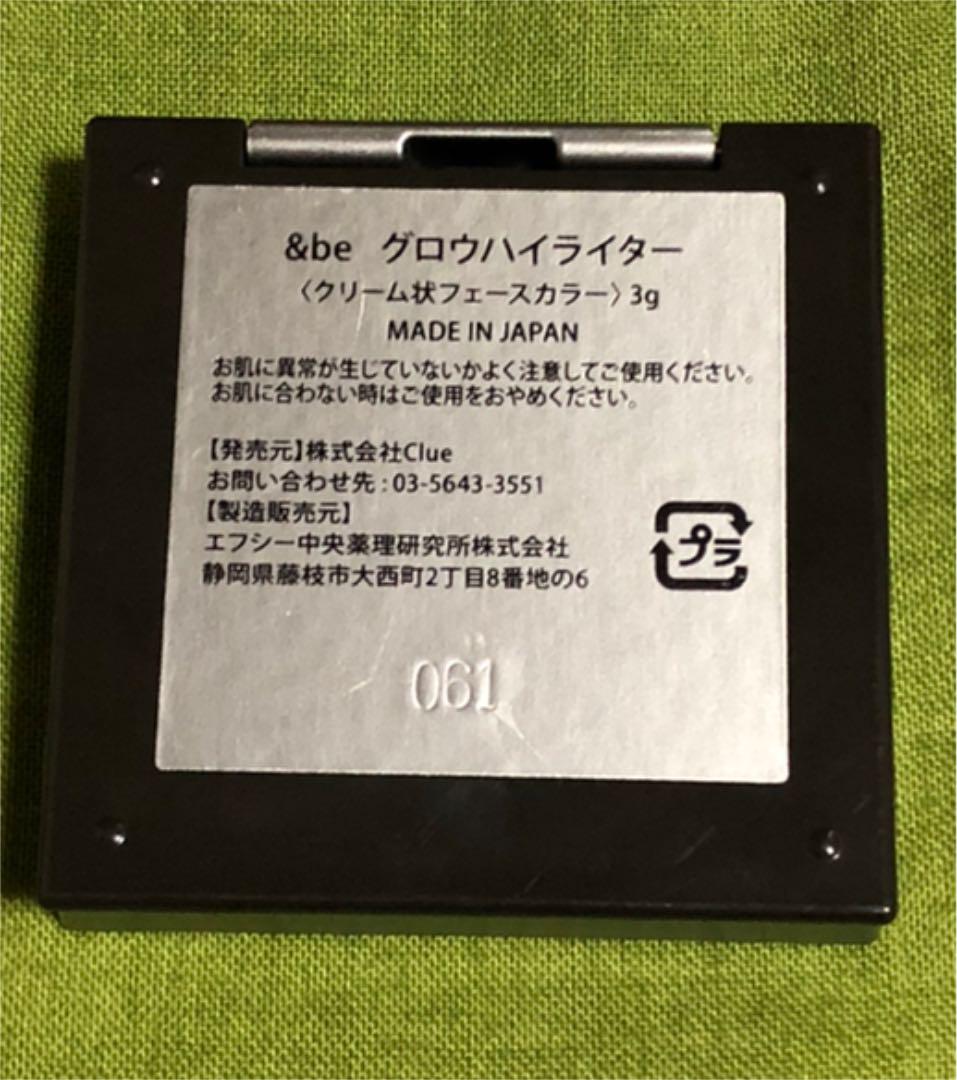 &be グロウハイライター
〈クリーム状フェースカラー〉3g
MADE IN JAPAN
お肌に異常が生じていないかよく注意してご使用ください。
お肌に合わない時はご使用をおやめください。
【発売元】株式会社Clue
お問い合わせ先:03-5643-3551
【製造販売元】
エフシー中央薬理研究所株式会社
静岡県藤枝市大西町2丁目8番地の6
プラ
061